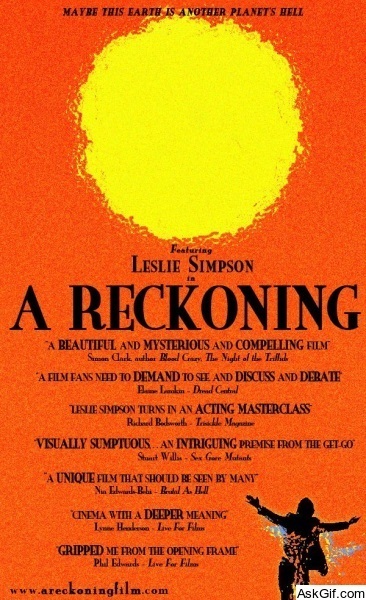 MAYBE THIS EARTH IS ANOTHER PLANET'S HELL
Featuring
LESLIE SIMPSON
in
A RECKONING
"A BEAUTIFUL AND MYSTERIOUS AND COMPELLING FILM"
Simon Clark, author Blood Crazy, The Night of the Triffids
"A FILM FANS NEED TO DEMAND TO SEE AND DISCUSS AND DEBATE"
Elaine Lamkin - Dread Central
"LESLIE SIMPSON TURNS IN AN ACTING MASTERCLASS"
Richard Badworth - Magazine
"VISUALLY SUMPTUOUS... AN INTRIGUING PREMISE FROM THE GET-GO"
Stuart Willis - Sex Gore Mutants
"A UNIQUE FILM THAT SHOULD BE SEEN BY MANY"
Nia Edwards-Behi - Brutal As Hell
"CINEMA WITH A DEEPER MEANING"
Lynne Henderson - Live For Films
"GRIPPED ME FROM THE OPENING FRAME"
Phil Edwards - Live For Films
www.areckoningfilm.com
AskGif.com